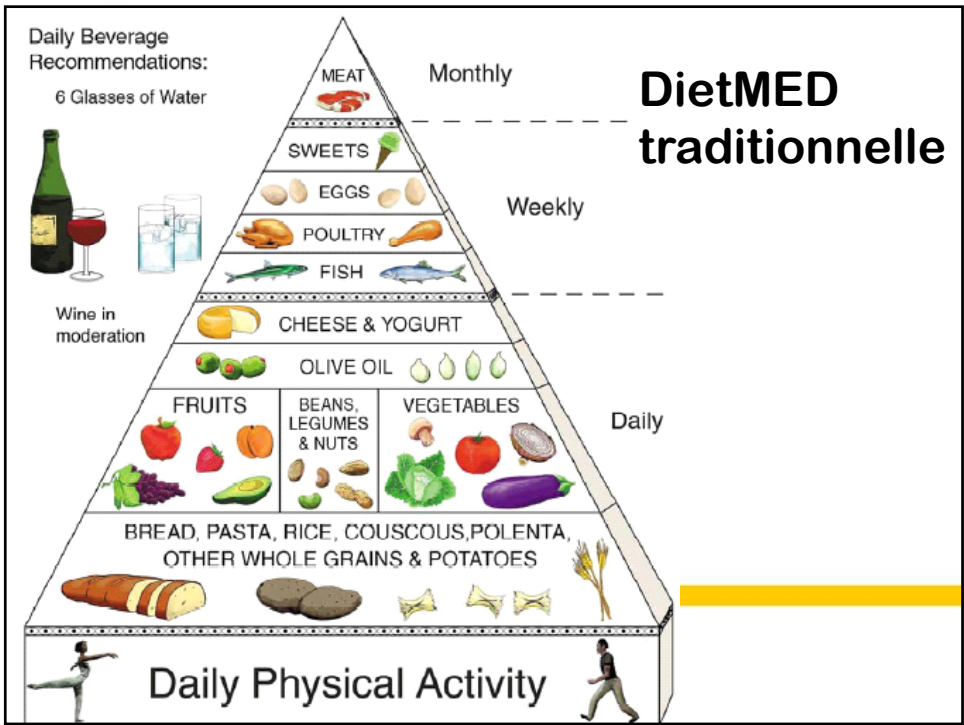 Daily Beverage
Recommendations:
6 Glasses of Water
Wine in
moderation
DietMED
traditionnelle
MEAT
Monthly
SWEETS
EGGS
Weekly
POULTRY
FISH
CHEESE & YOGURT
OLIVE OIL
FRUITS
BEANS,
LEGUMES
& NUTS
VEGETABLES
Daily
BREAD, PASTA, RICE, COUSCOUS,POLENTA,
OTHER WHOLE GRAINS & POTATOES
Daily Physical Activity